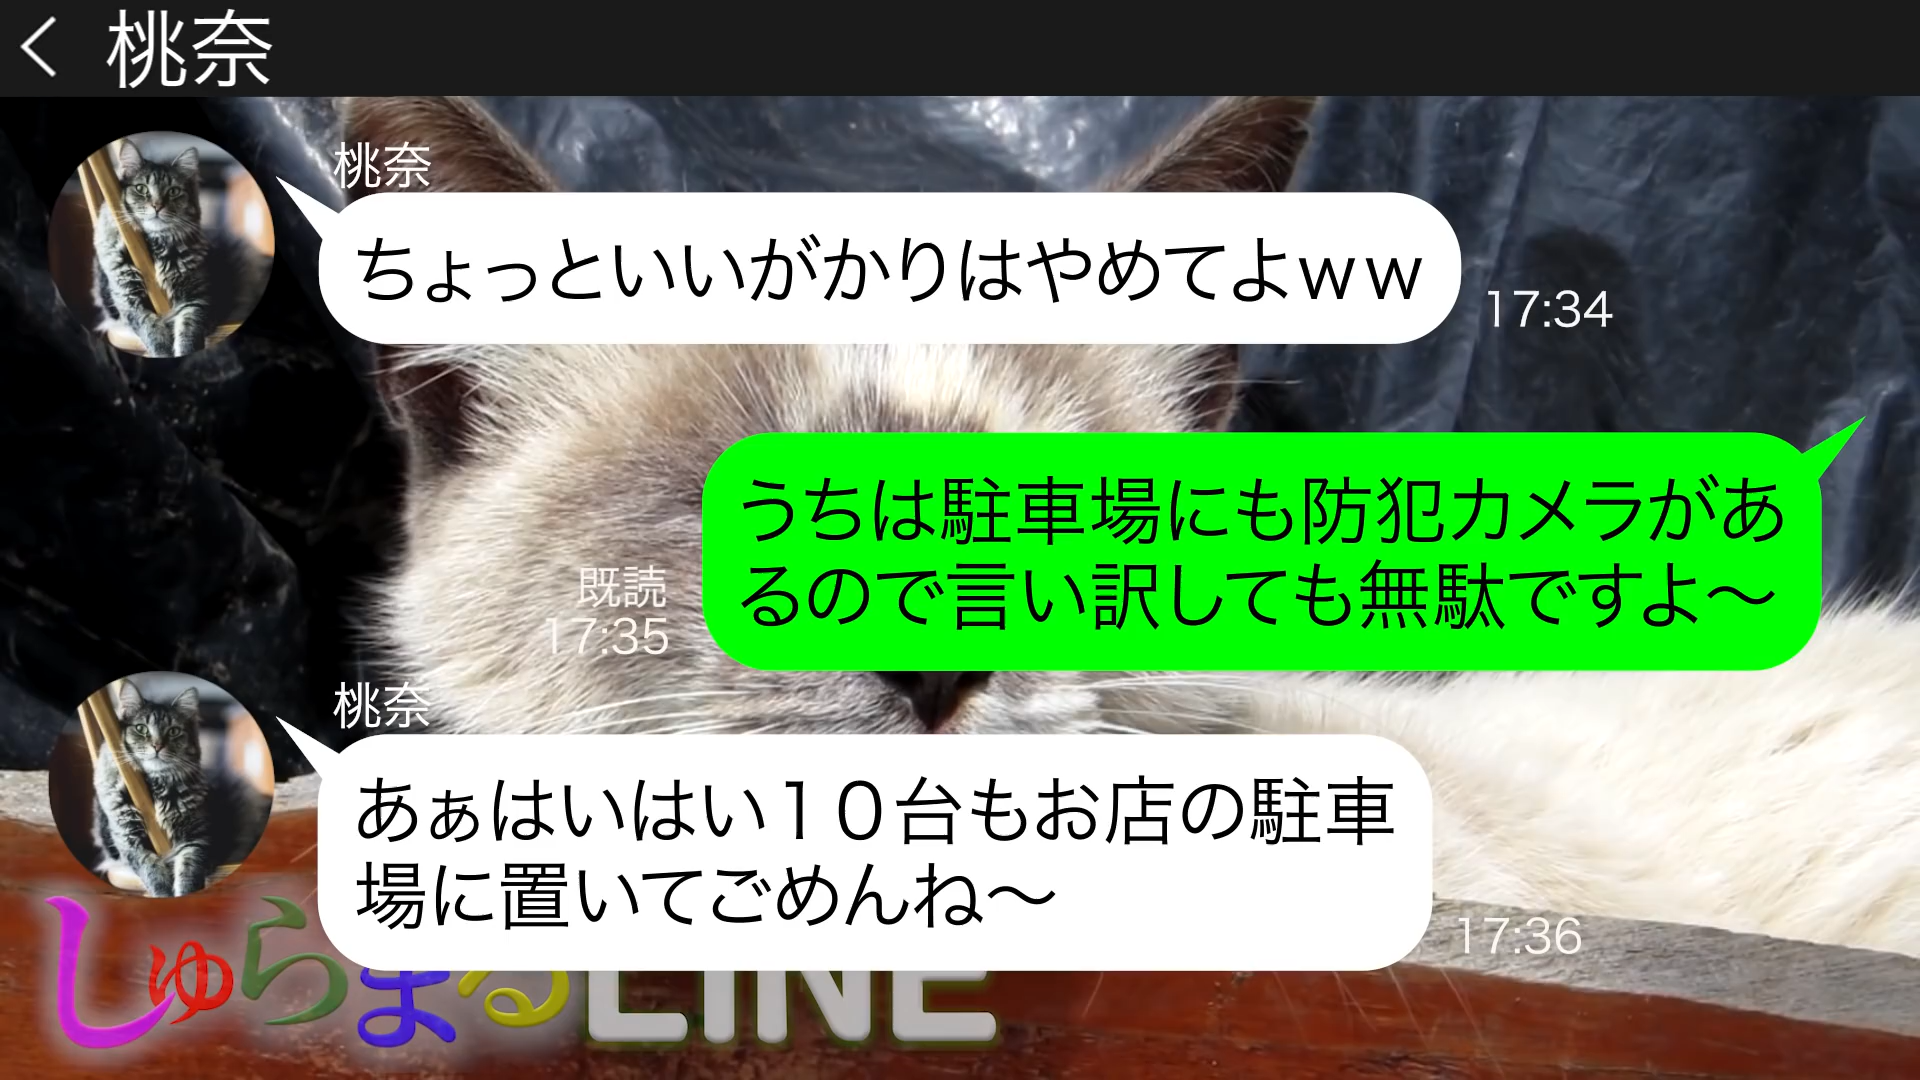 桃奈
桃奈
ちょっといいがかりはやめてよｗｗ
17:34
うちは駐車場にも防犯カメラがあ
るので言い訳しても無駄ですよ～
既読
17:35
桃奈
あぁはいはい１０台もお店の駐車
場に置いてごめんね～
17:36
しゅらまるLINE